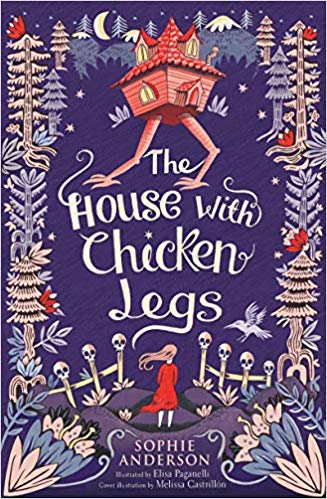 The
House With
Chicken
Legs
SOPHIE
ANDERSON
Illustrated by Elisa Paganelli
Cover illustration by Melissa Castrillón